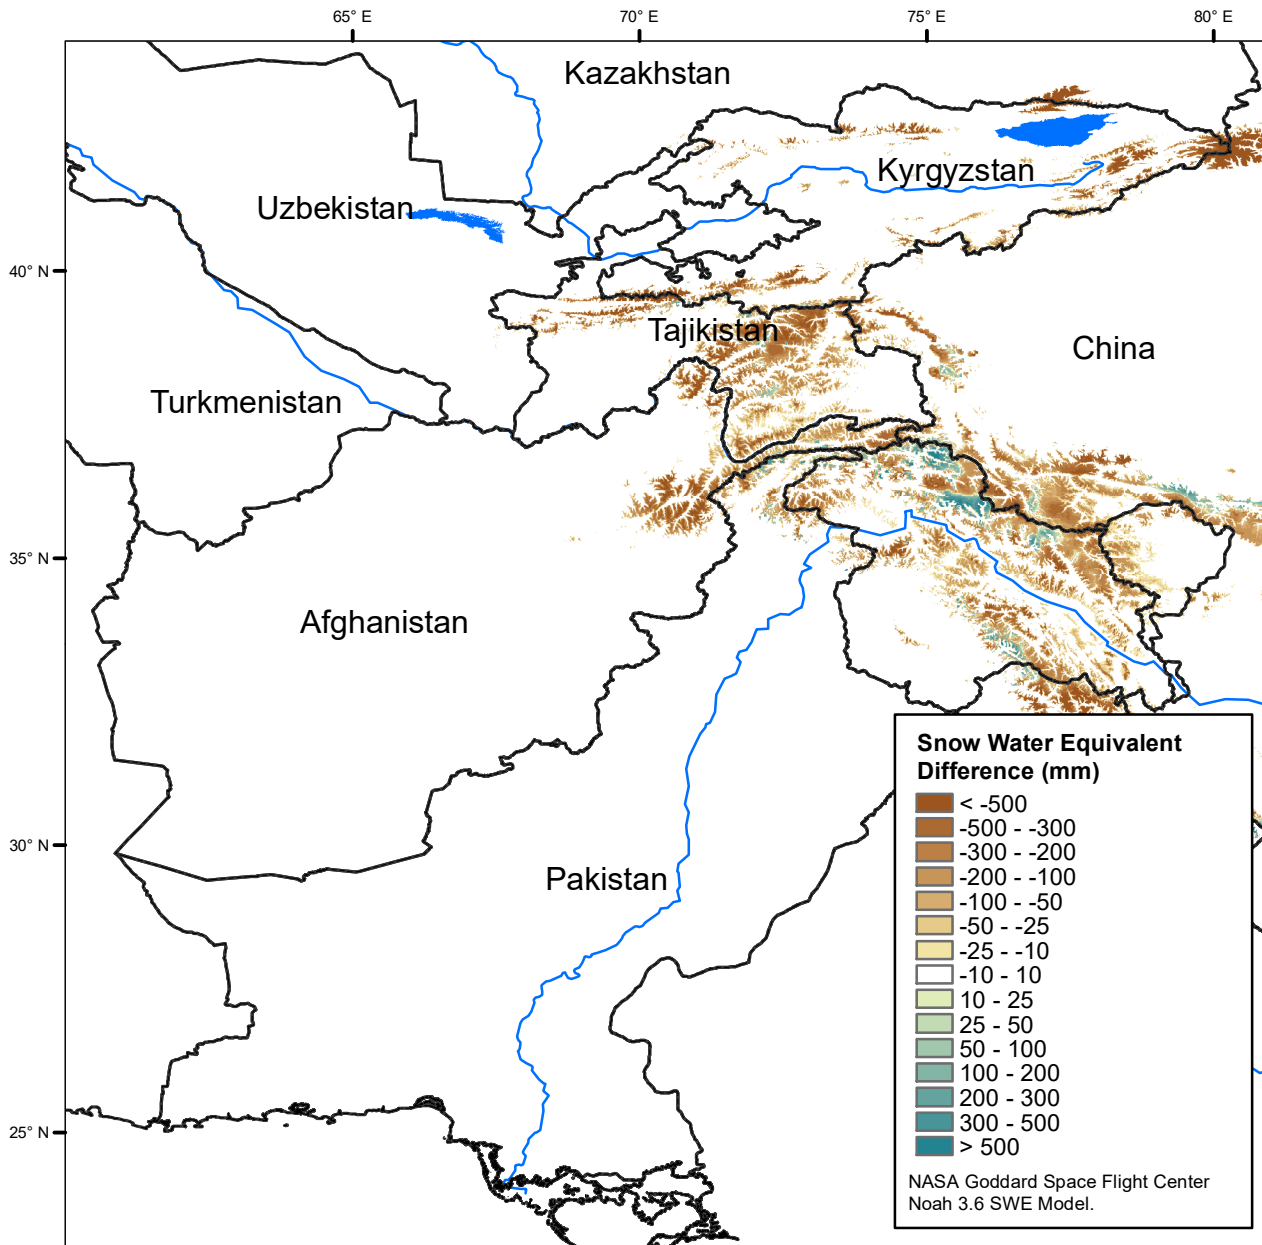 65° E
70° E
75° E
80° E
Kazakhstan
Kyrgyzstan
Uzbekistan
40° N
Tajikistan
China
Turkmenistan
35° N
Afghanistan
Snow Water Equivalent
Difference (mm)
< -500
-500 - -300
-300 - -200
-200 - -100
-100 - -50
-50 - -25
-25 - -10
-10 - 10
10 - 25
25 - 50
50 - 100
100 - 200
200 - 300
300 - 500
> 500
NASA Goddard Space Flight Center
Noah 3.6 SWE Model.
30° N
Pakistan
25° N